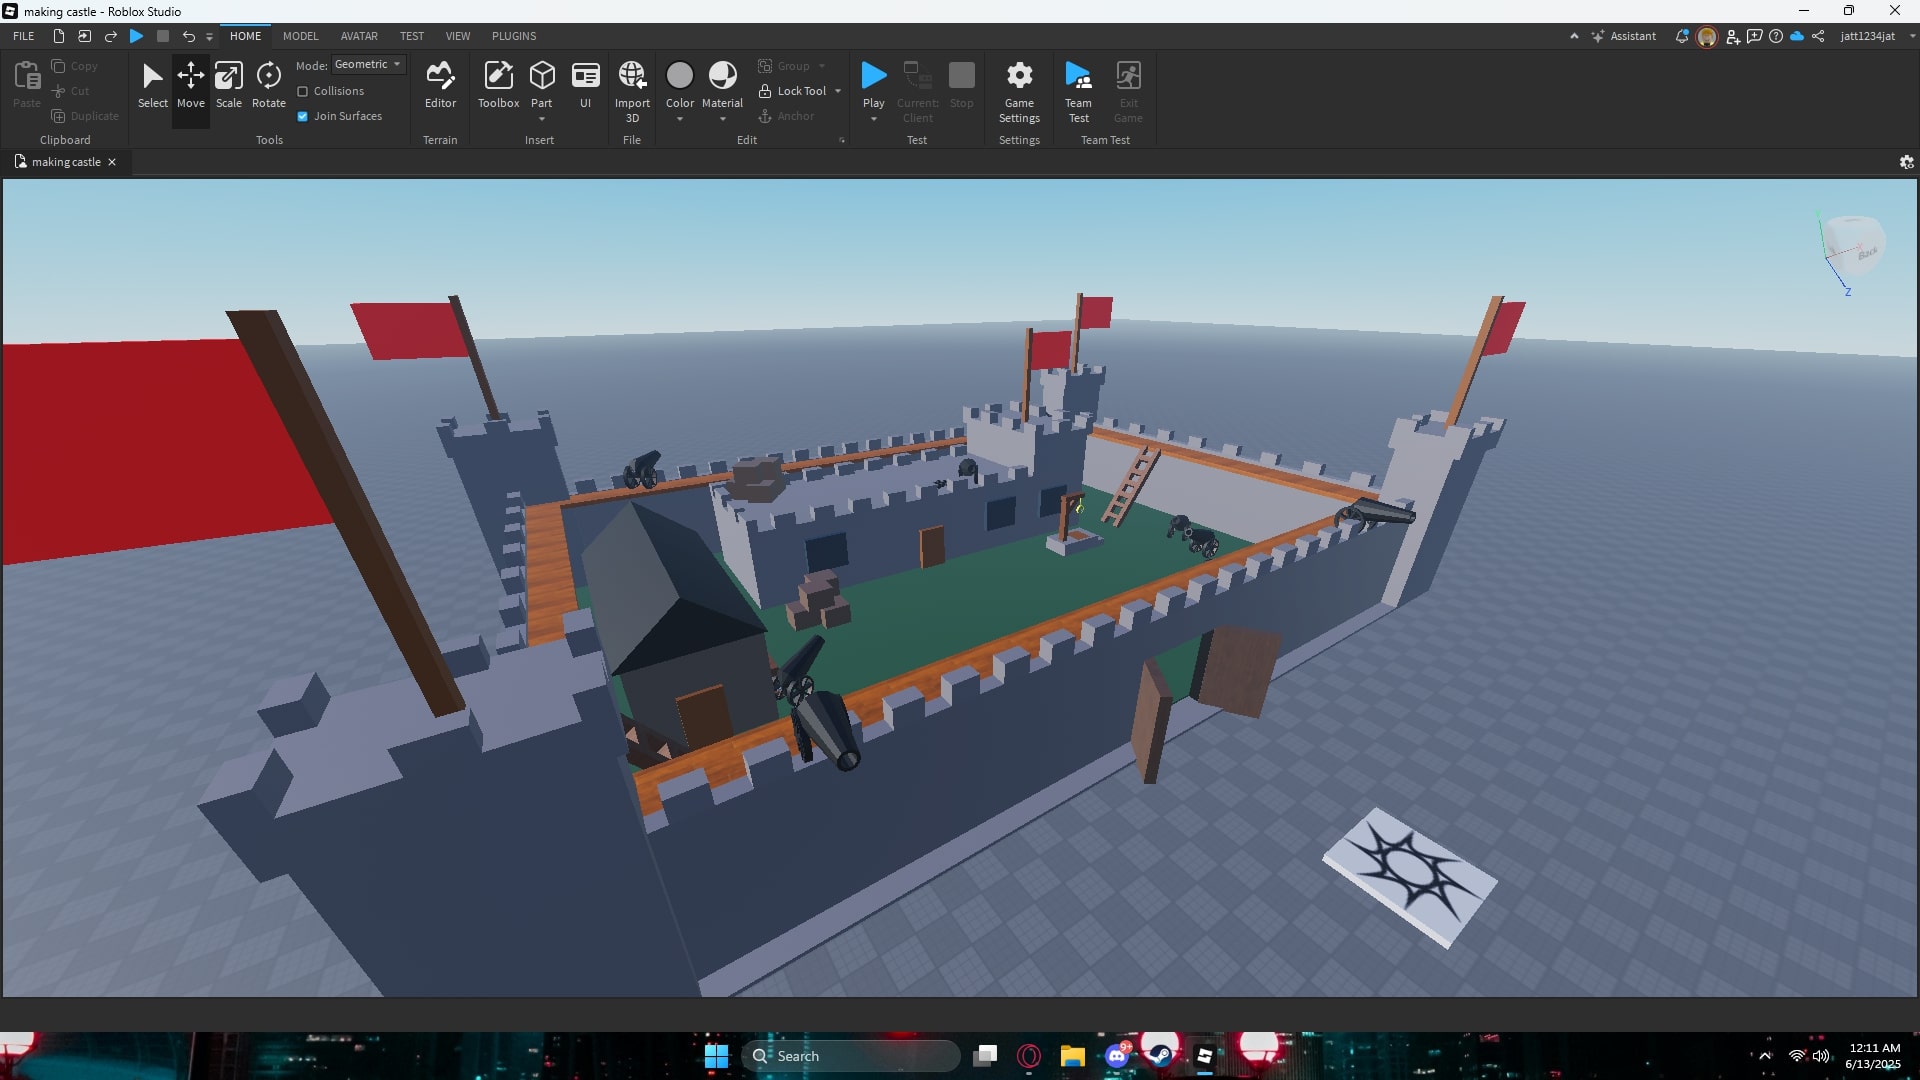 making castle - Roblox Studio
FILE
HOME
MODEL
AVATAR
TEST
VIEW
PLUGINS
Assistant
jatt1234jat
Paste
Copy
Cut
Duplicate
Clipboard
Select
Move
Scale
Rotate
Mode: Geometric
Collisions
Join Surfaces
Tools
Editor
Terrain
Toolbox
Part
UI
Insert
Import
3D
File
Color
Material
Group
Lock Tool
Anchor
Edit
Play
Current:
Client
Stop
Test
Game
Settings
Settings
Team
Test
Exit
Game
Team Test
making castle
Back
Z
Search
9+
12:11 AM
6/13/2025